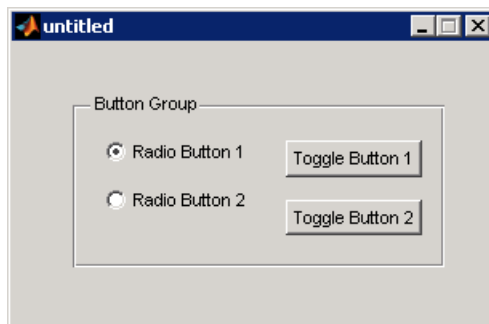 untitled
Button Group
Radio Button 1
Toggle Button 1
Radio Button 2
Toggle Button 2